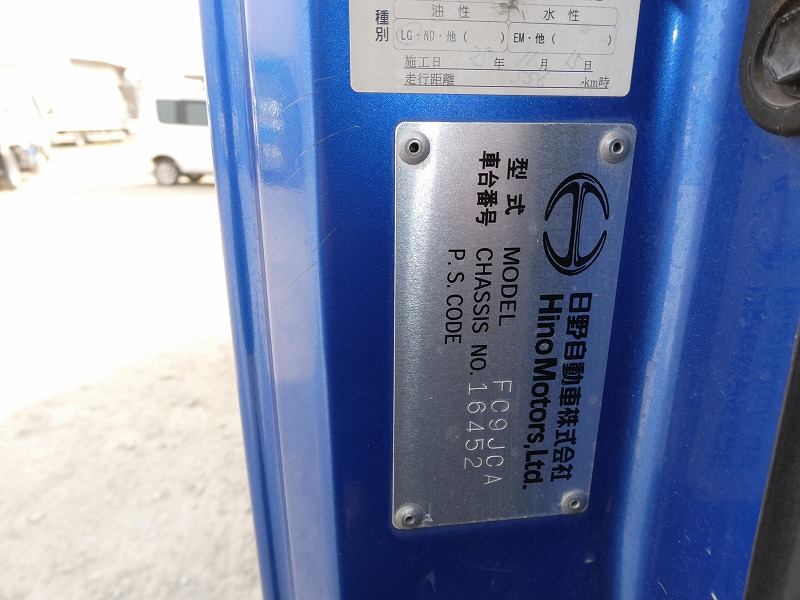 種別
油性 水性
LG・ND・他( ) EM・他( )
施工日 年 月 日
走行距離 km時
日野自動車株式会社
Hino Motors, Ltd.
型式 MODEL FC9JCA
車台番号 CHASSIS NO. 16452
P.S.CODE